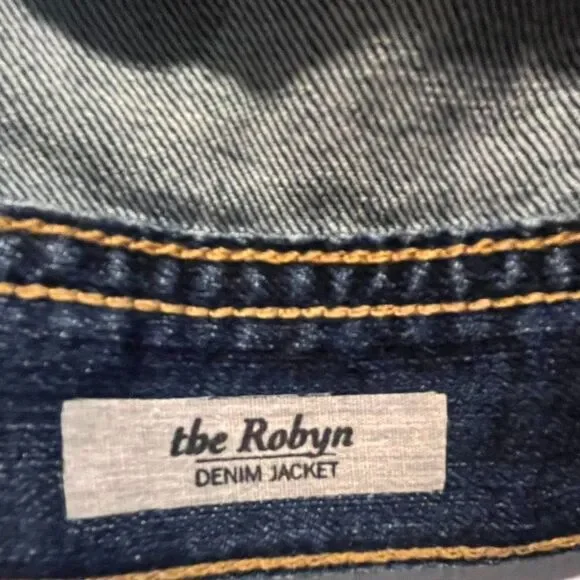 the Robyn
DENIM JACKET